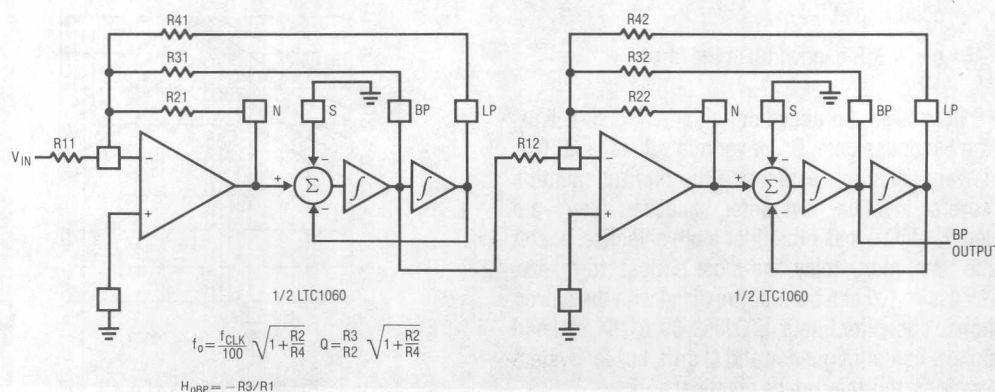 R41
R31
R21
N
S
BP
LP
V_IN
R11
−
+
+
Σ
−
∫
∫
1/2 LTC1060
R42
R32
R22
N
S
BP
LP
R12
−
+
−
Σ
−
∫
∫
BP
OUTPUT
1/2 LTC1060
f_o = f_CLK/100 √1 + R2/R4 Q = R3/R2 √1 + R2/R4
H_OBP = −R3/R1